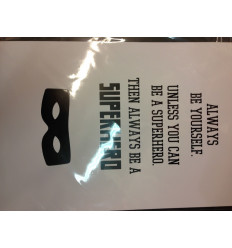 ALWAYS
BE YOURSELF.
UNLESS YOU CAN
BE A SUPERHERO.
THEN ALWAYS BE A
SUPERHERO